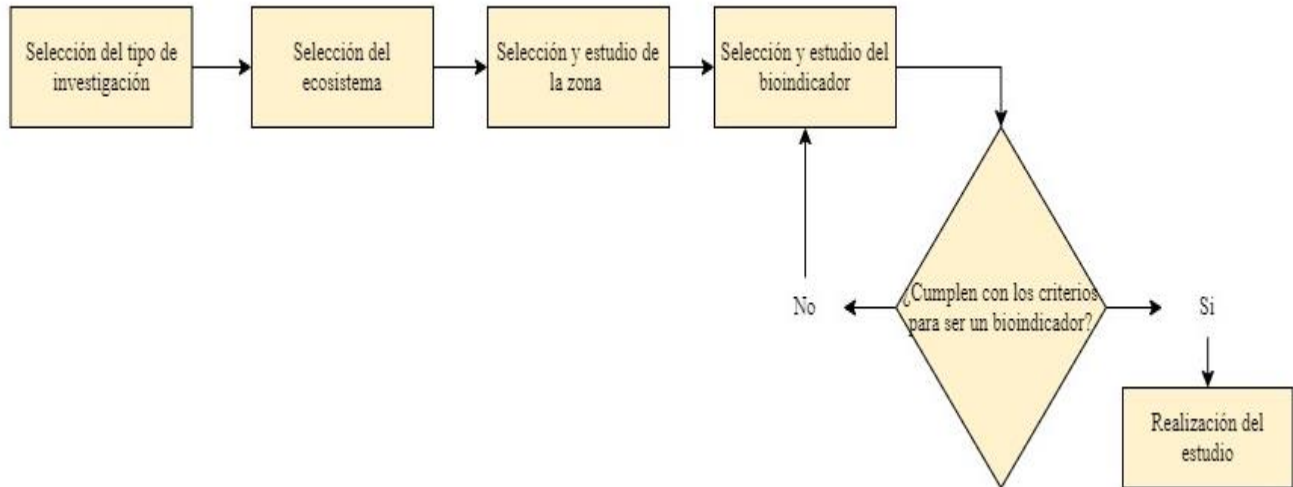 Selección del tipo de
investigación
Selección del
ecosistema
Selección y estudio de
la zona
Selección y estudio del
bioindicador
¿Cumplen con los criterios
para ser un bioindicador?
No
Si
Realización del
estudio